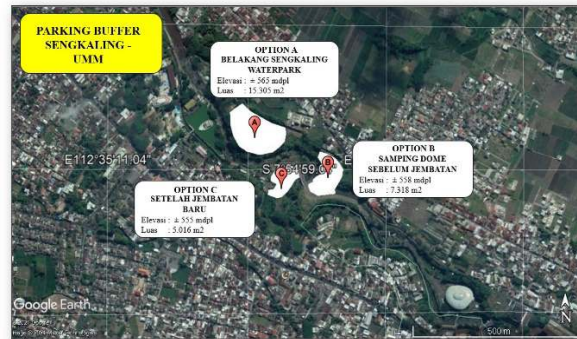 PARKING BUFFER
SENGKALING -
UMM
OPTION A
BELAKANG SENGKALING
WATERPARK
Elevasi : ± 565 mdpl
Luas : 15.305 m2
A
OPTION B
SAMPING DOME
SEBELUM JEMBATAN
Elevasi : ± 558 mdpl
Luas : 7.318 m2
B
E112°35'11.04"
C
OPTION C
SETELAH JEMBATAN
BARU
Elevasi : ± 555 mdpl
Luas : 5.016 m2
Google Earth
N
500 m